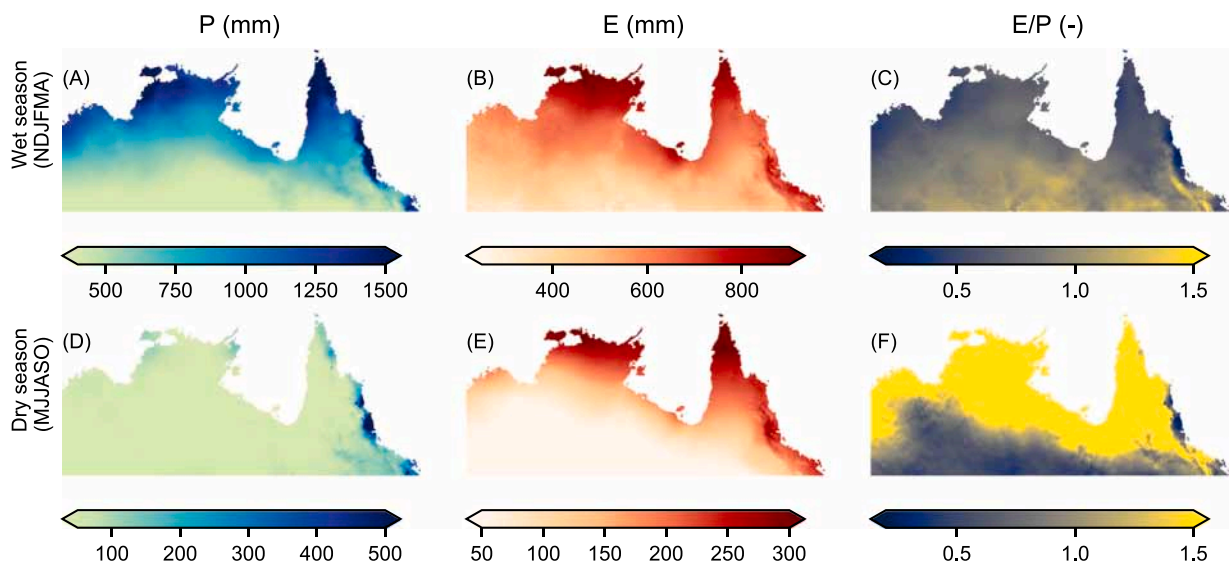 P (mm) E (mm) E/P (-)
Wet season
(NDJFMA)
(A) (B) (C)
500 750 1000 1250 1500 400 600 800 0.5 1.0 1.5
Dry season
(MJJASO)
(D) (E) (F)
100 200 300 400 500 50 100 150 200 250 300 0.5 1.0 1.5